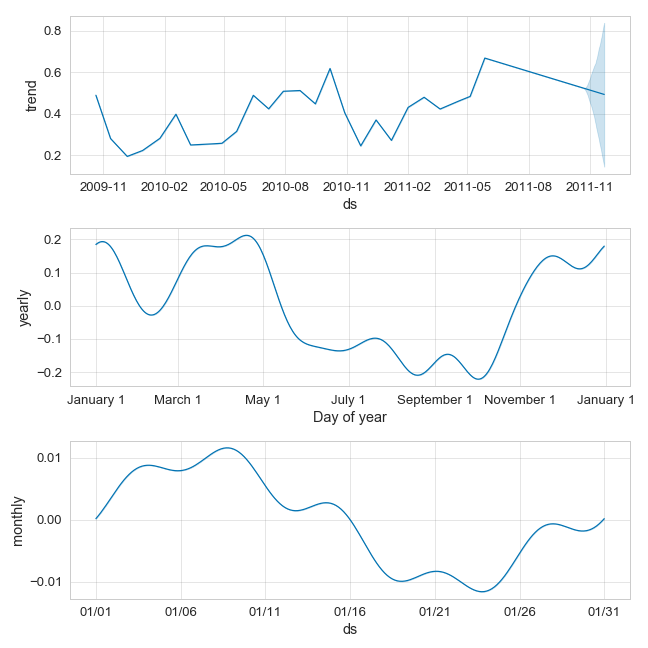 0.8
0.6
0.4
0.2
trend
2009-11 2010-02 2010-05 2010-08 2010-11 2011-02 2011-05 2011-08 2011-11
ds
0.2
0.1
0.0
−0.1
−0.2
yearly
January 1 March 1 May 1 July 1 September 1 November 1 January 1
Day of year
0.01
0.00
−0.01
monthly
01/01 01/06 01/11 01/16 01/21 01/26 01/31
ds